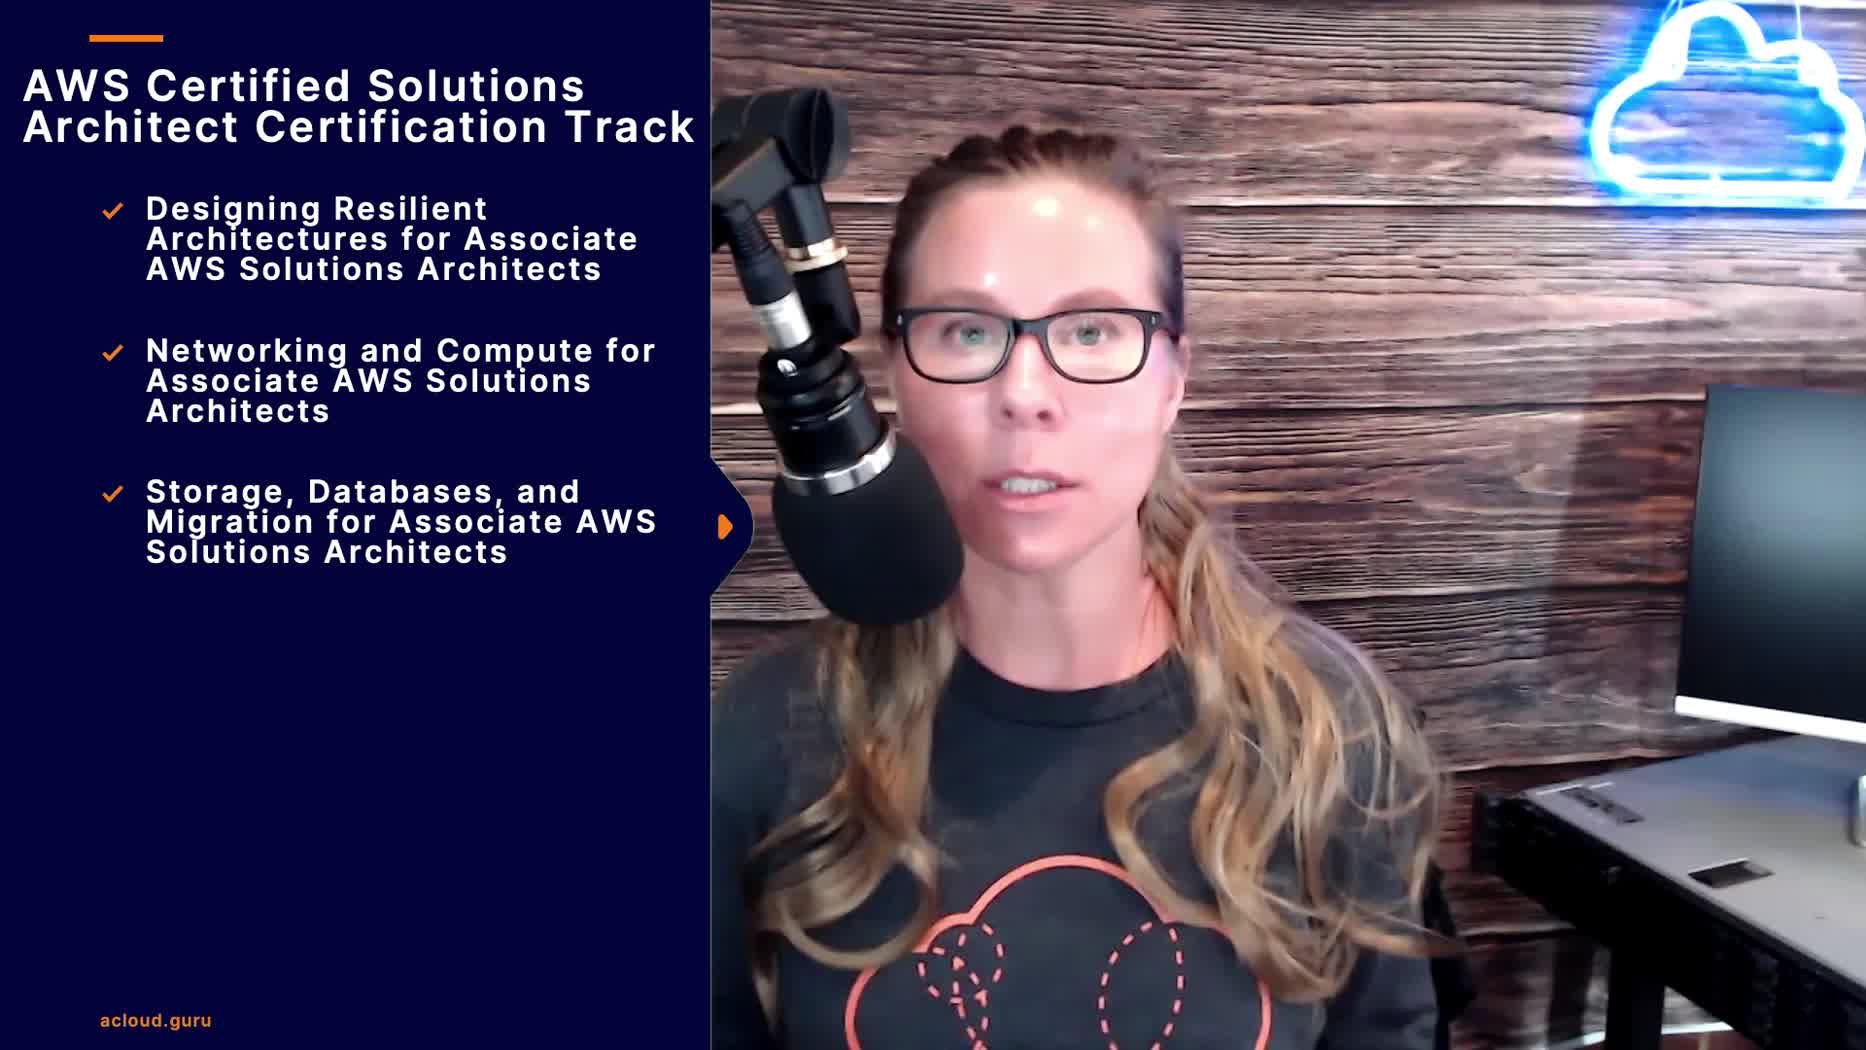 AWS Certified Solutions
Architect Certification Track
Designing Resilient
Architectures for Associate
AWS Solutions Architects
Networking and Compute for
Associate AWS Solutions
Architects
Storage, Databases, and
Migration for Associate AWS
Solutions Architects
acloud.guru